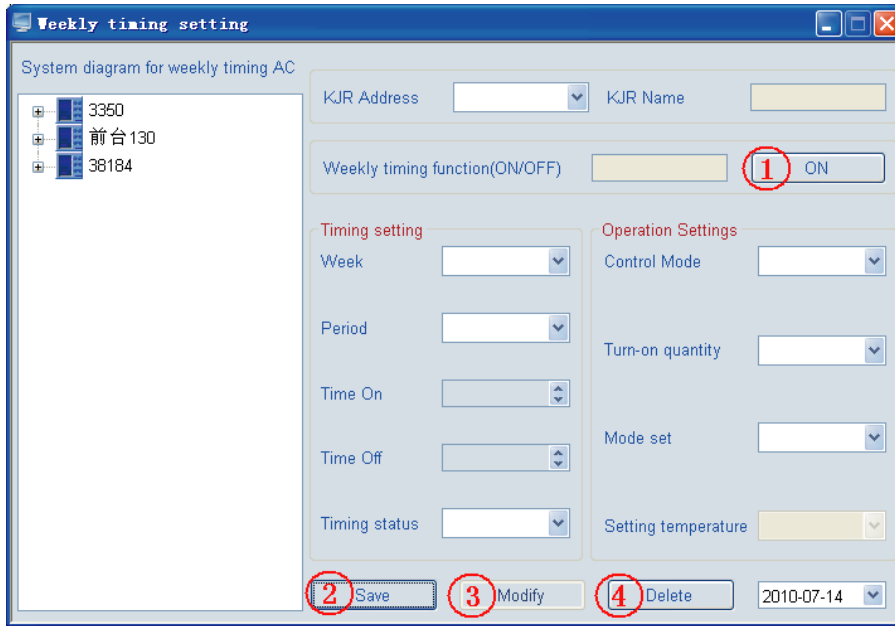 Weekly timing setting
System diagram for weekly timing AC
3350
前台130
38184
KJR Address
KJR Name
Weekly timing function(ON/OFF)
1 ON
Timing setting
Week
Period
Time On
Time Off
Timing status
Operation Settings
Control Mode
Turn-on quantity
Mode set
Setting temperature
2 Save
3 Modify
4 Delete
2010-07-14